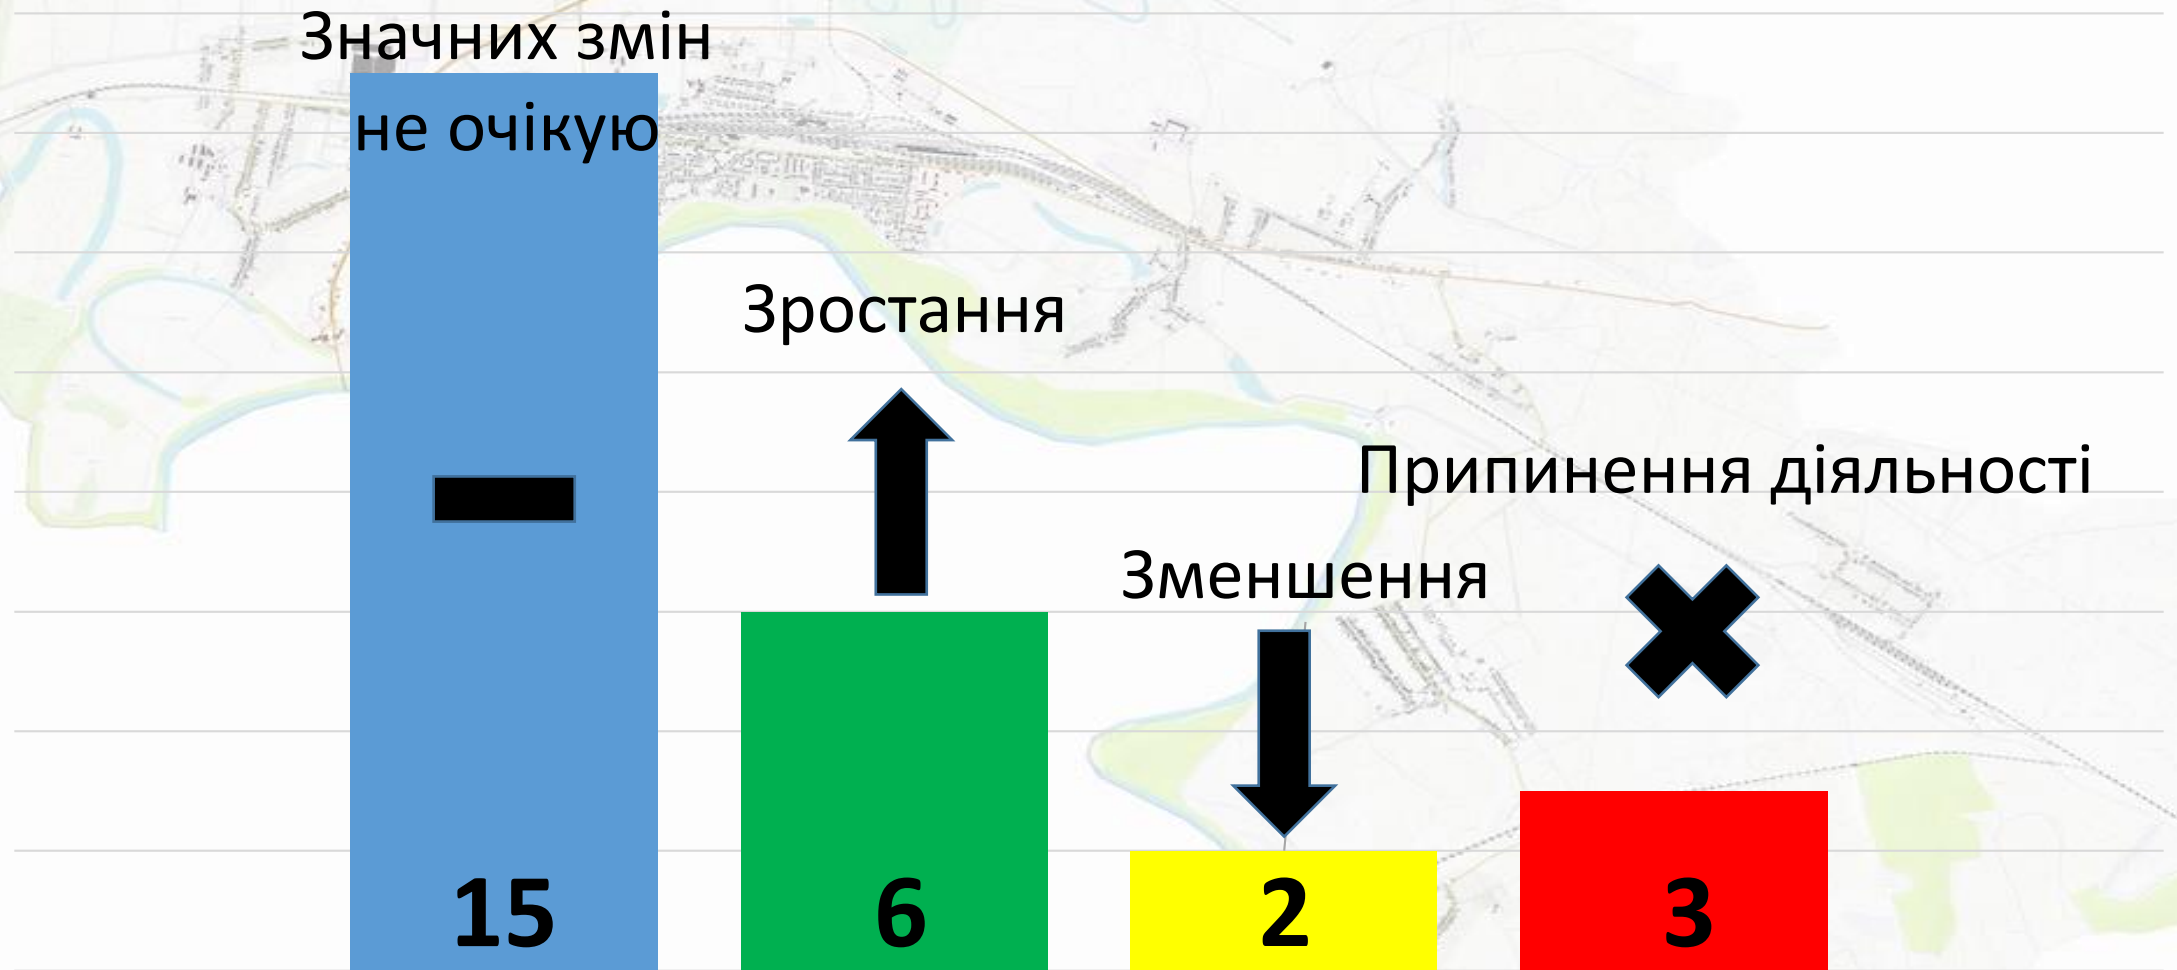 Значних змін
не очікую
Зростання
Припинення діяльності
Зменшення
15
6
2
3